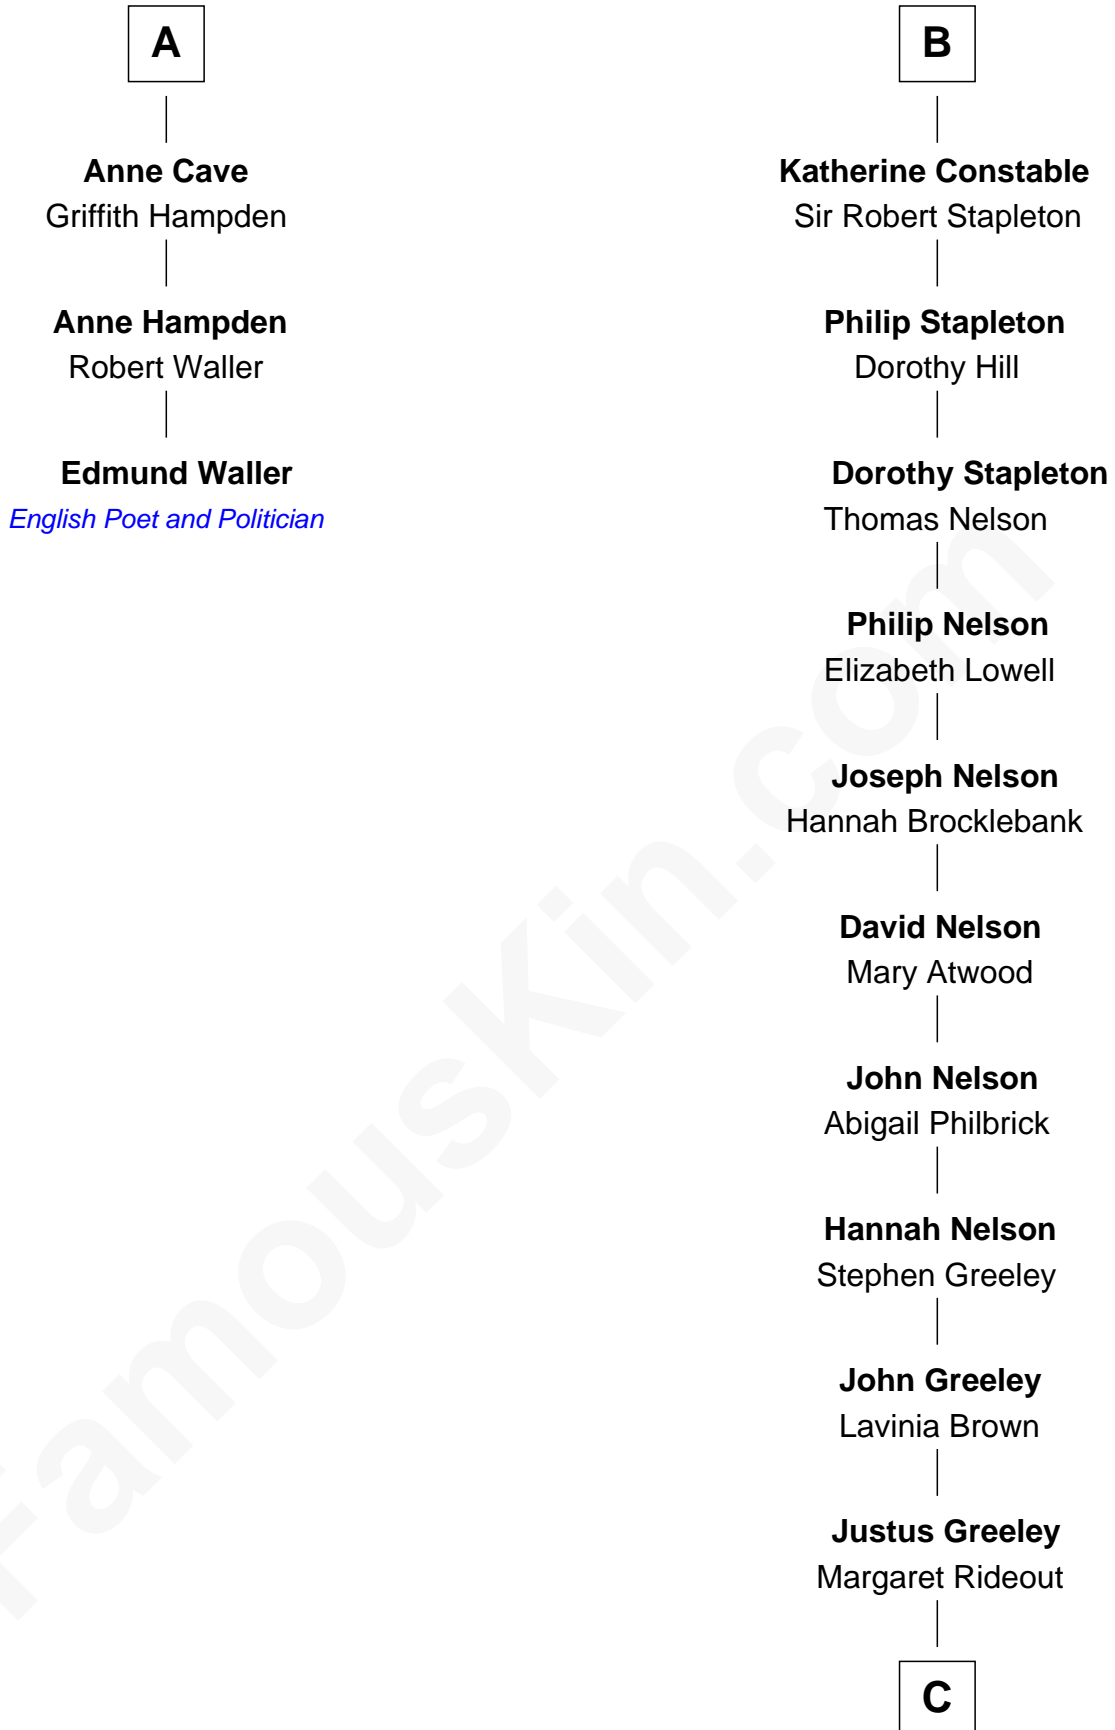 A
Anne Cave
Griffith Hampden
Anne Hampden
Robert Waller
Edmund Waller
English Poet and Politician
B
Katherine Constable
Sir Robert Stapleton
Philip Stapleton
Dorothy Hill
Dorothy Stapleton
Thomas Nelson
Philip Nelson
Elizabeth Lowell
Joseph Nelson
Hannah Brocklebank
David Nelson
Mary Atwood
John Nelson
Abigail Philbrick
Hannah Nelson
Stephen Greeley
John Greeley
Lavinia Brown
Justus Greeley
Margaret Rideout
C
FamousKin.com